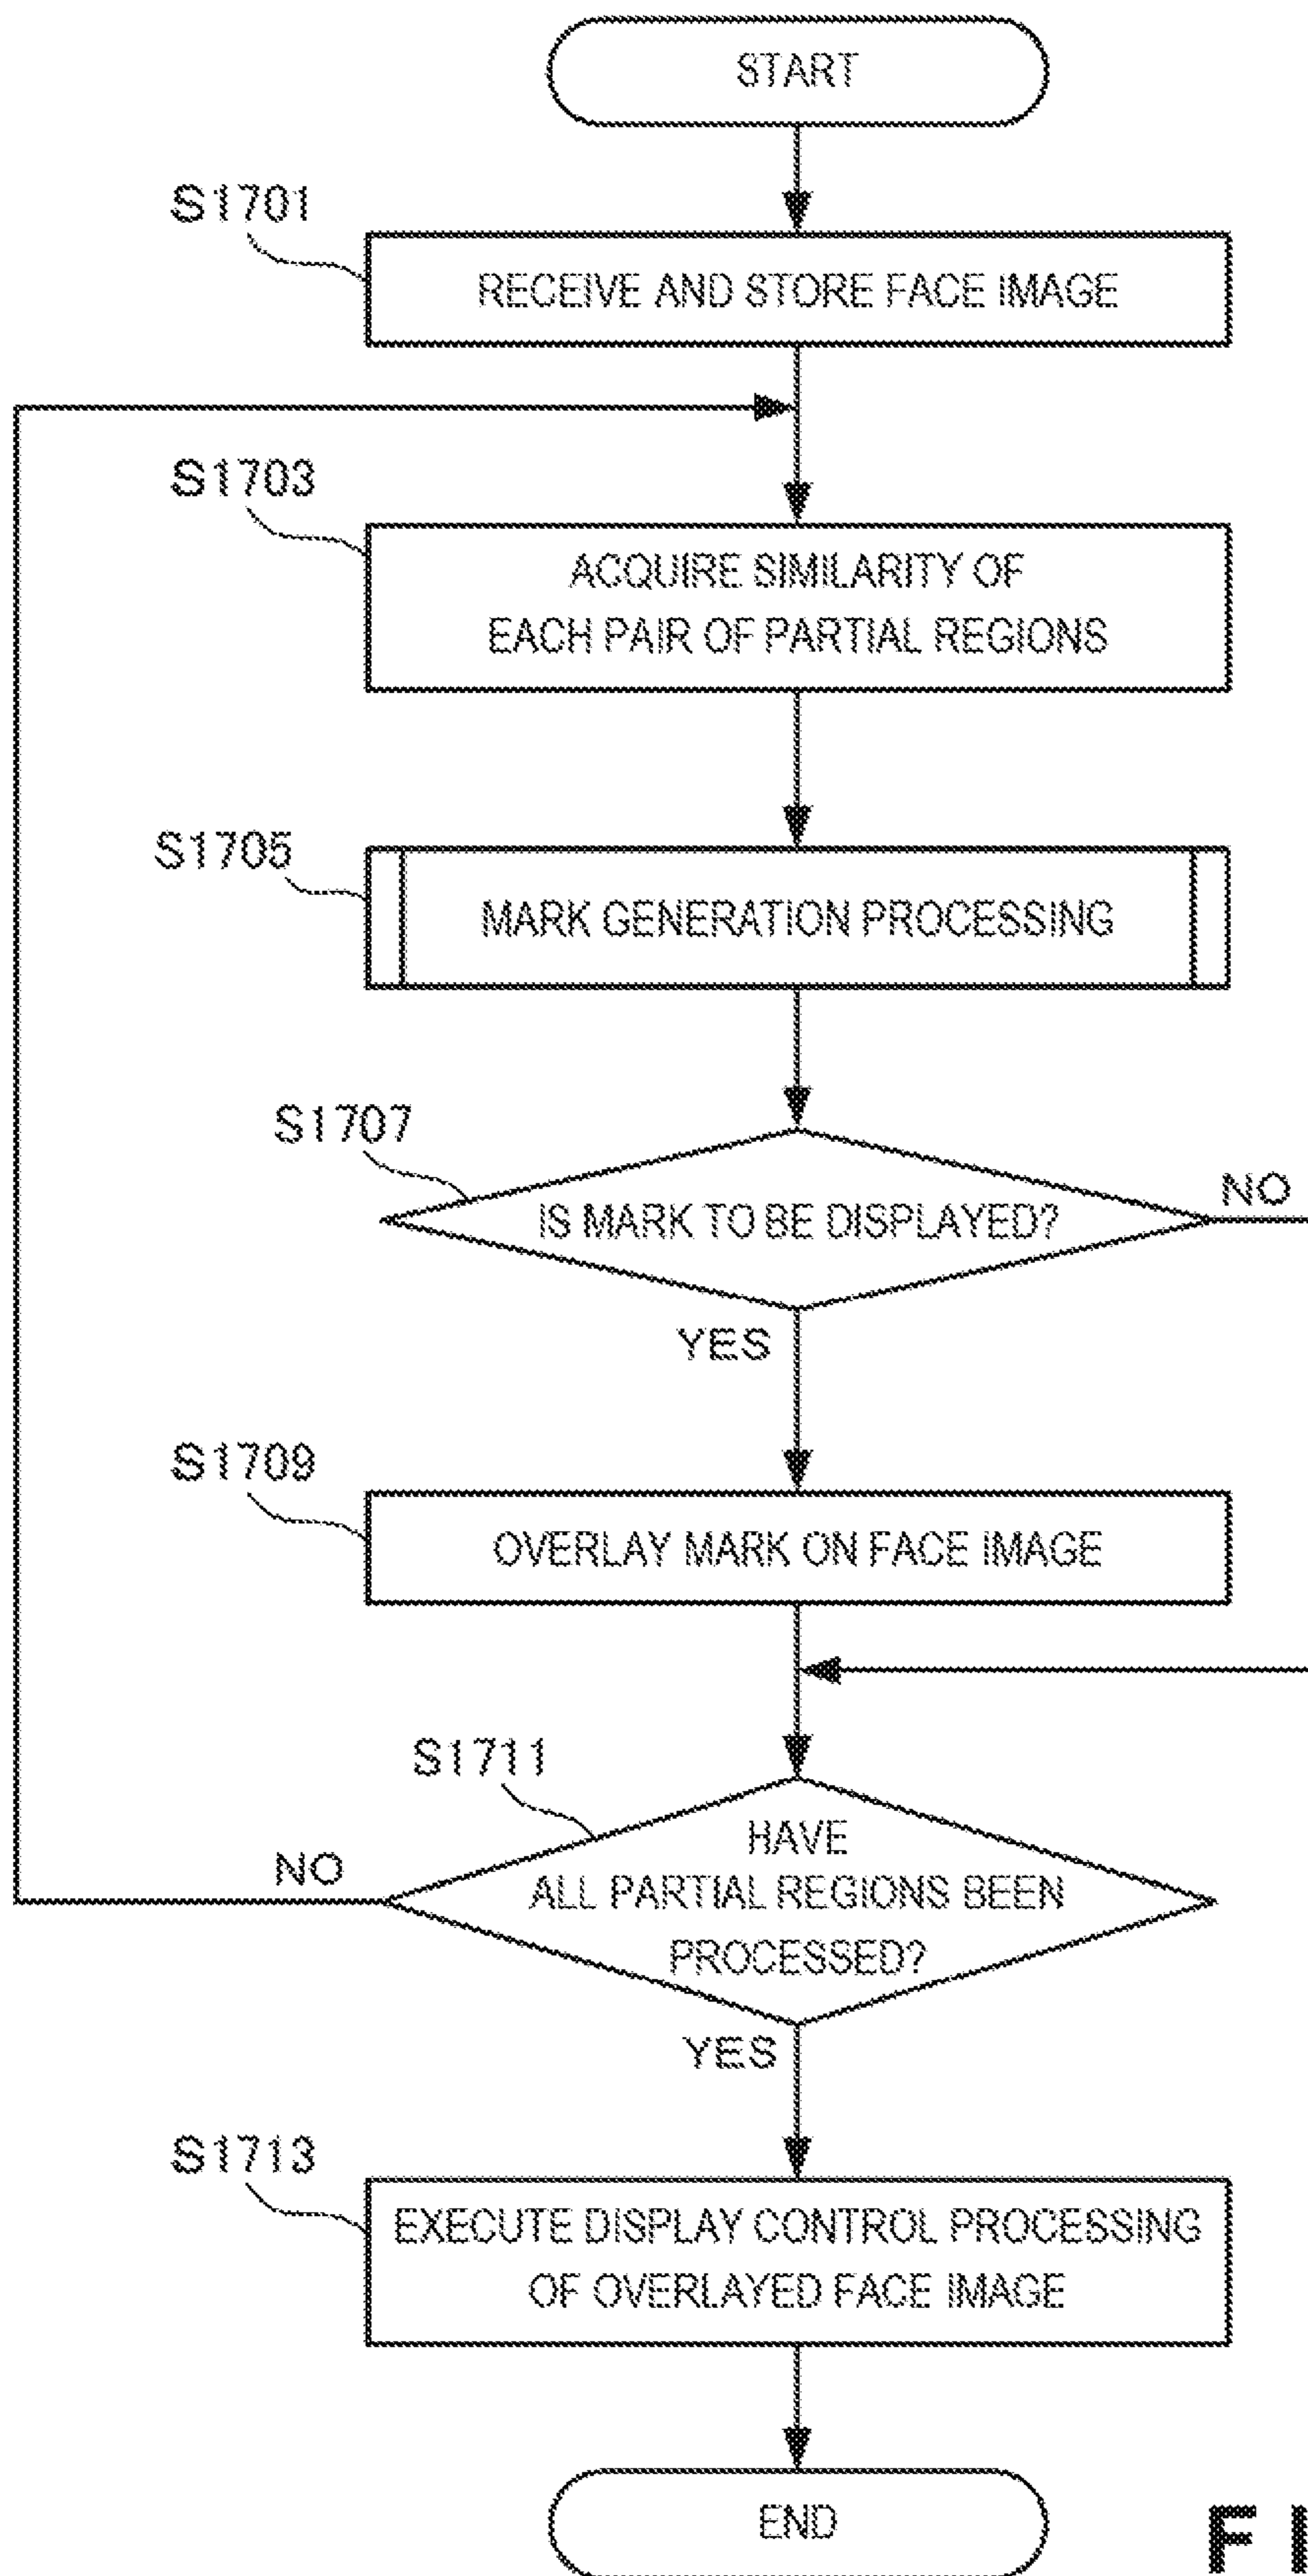 START
S1701
RECEIVE AND STORE FACE IMAGE
S1703
ACQUIRE SIMILARITY OF
EACH PAIR OF PARTIAL REGIONS
S1705
MARK GENERATION PROCESSING
S1707
IS MARK TO BE DISPLAYED?
NO
YES
S1709
OVERLAY MARK ON FACE IMAGE
S1711
HAVE
ALL PARTIAL REGIONS BEEN
PROCESSED?
NO
YES
S1713
EXECUTE DISPLAY CONTROL PROCESSING
OF OVERLAYED FACE IMAGE
END
FI